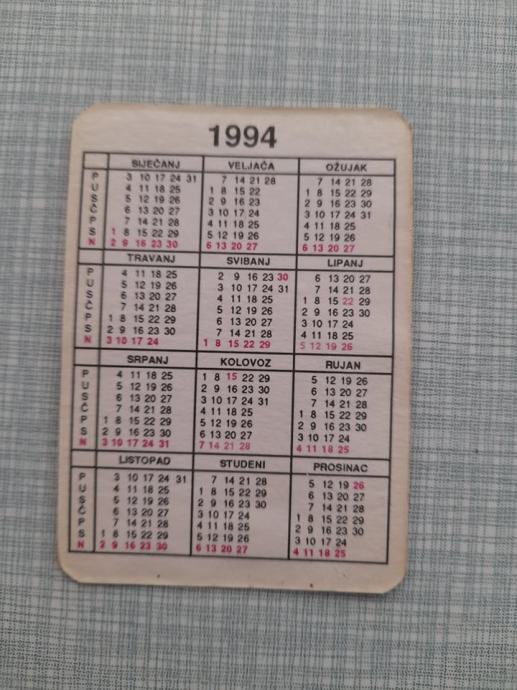 1994
SIJEČANJ VELJAČA OŽUJAK
P 3 10 17 24 31 7 14 21 28 7 14 21 28
U 4 11 18 25 1 8 15 22 1 8 15 22 29
S 5 12 19 26 2 9 16 23 2 9 16 23 30
Č 6 13 20 27 3 10 17 24 3 10 17 24 31
P 7 14 21 28 4 11 18 25 4 11 18 25
S 1 8 15 22 29 5 12 19 26 5 12 19 26
N 2 9 16 23 30 6 13 20 27 6 13 20 27
TRAVANJ SVIBANJ LIPANJ
P 4 11 18 25 2 9 16 23 30 6 13 20 27
U 5 12 19 26 3 10 17 24 31 7 14 21 28
S 6 13 20 27 4 11 18 25 1 8 15 22 29
Č 7 14 21 28 5 12 19 26 2 9 16 23 30
P 1 8 15 22 29 6 13 20 27 3 10 17 24
S 2 9 16 23 30 7 14 21 28 4 11 18 25
N 3 10 17 24 1 8 15 22 29 5 12 19 26
SRPANJ KOLOVOZ RUJAN
P 4 11 18 25 1 8 15 22 29 5 12 19 26
U 5 12 19 26 2 9 16 23 30 6 13 20 27
S 6 13 20 27 3 10 17 24 31 7 14 21 28
Č 7 14 21 28 4 11 18 25 1 8 15 22 29
P 1 8 15 22 29 5 12 19 26 2 9 16 23 30
S 2 9 16 23 30 6 13 20 27 3 10 17 24
N 3 10 17 24 31 7 14 21 28 4 11 18 25
LISTOPAD STUDENI PROSINAC
P 3 10 17 24 31 7 14 21 28 5 12 19 26
U 4 11 18 25 1 8 15 22 29 6 13 20 27
S 5 12 19 26 2 9 16 23 30 7 14 21 28
Č 6 13 20 27 3 10 17 24 1 8 15 22 29
P 7 14 21 28 4 11 18 25 2 9 16 23 30
S 1 8 15 22 29 5 12 19 26 3 10 17 24
N 2 9 16 23 30 6 13 20 27 4 11 18 25